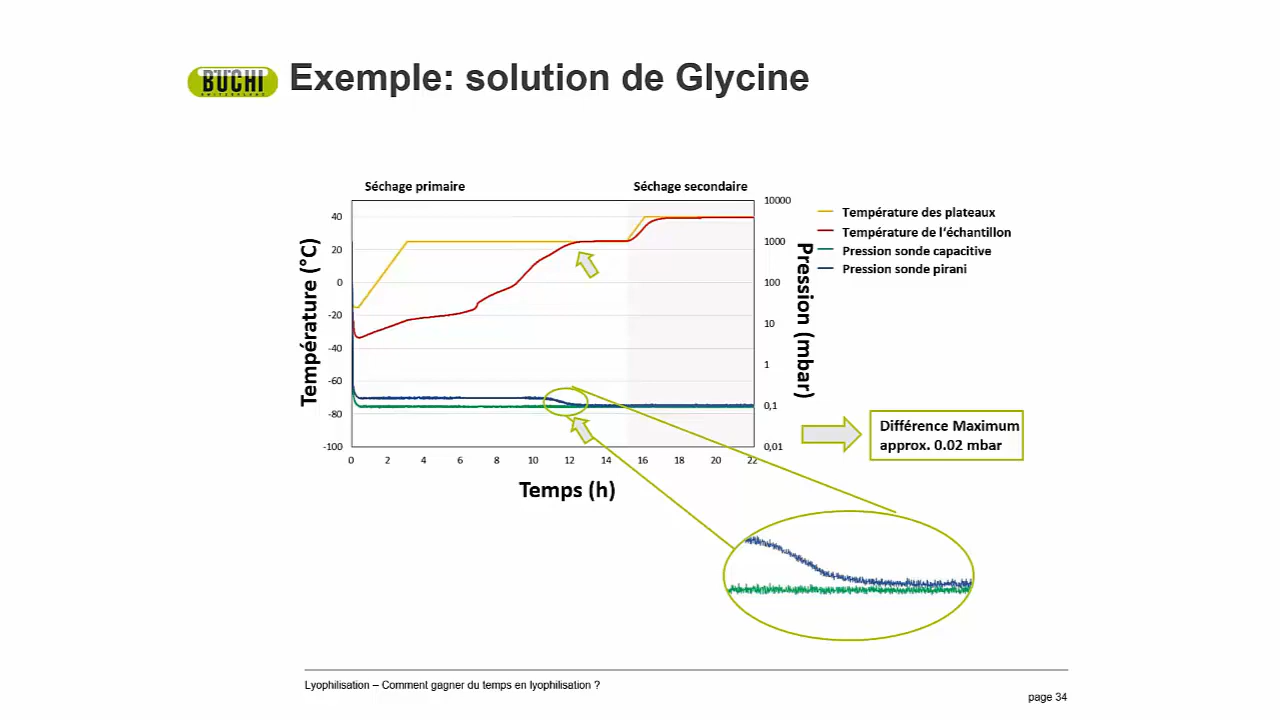 BÜCHI
SWITZERLAND
Exemple: solution de Glycine
Séchage primaire
Séchage secondaire
Température (°C)
40
20
0
-20
-40
-60
-80
-100
0 2 4 6 8 10 12 14 16 18 20 22
Temps (h)
10000
1000
100
10
1
0,1
0,01
Pression (mbar)
Température des plateaux
Température de l‘échantillon
Pression sonde capacitive
Pression sonde pirani
Différence Maximum
approx. 0.02 mbar
Lyophilisation – Comment gagner du temps en lyophilisation ?
page 34